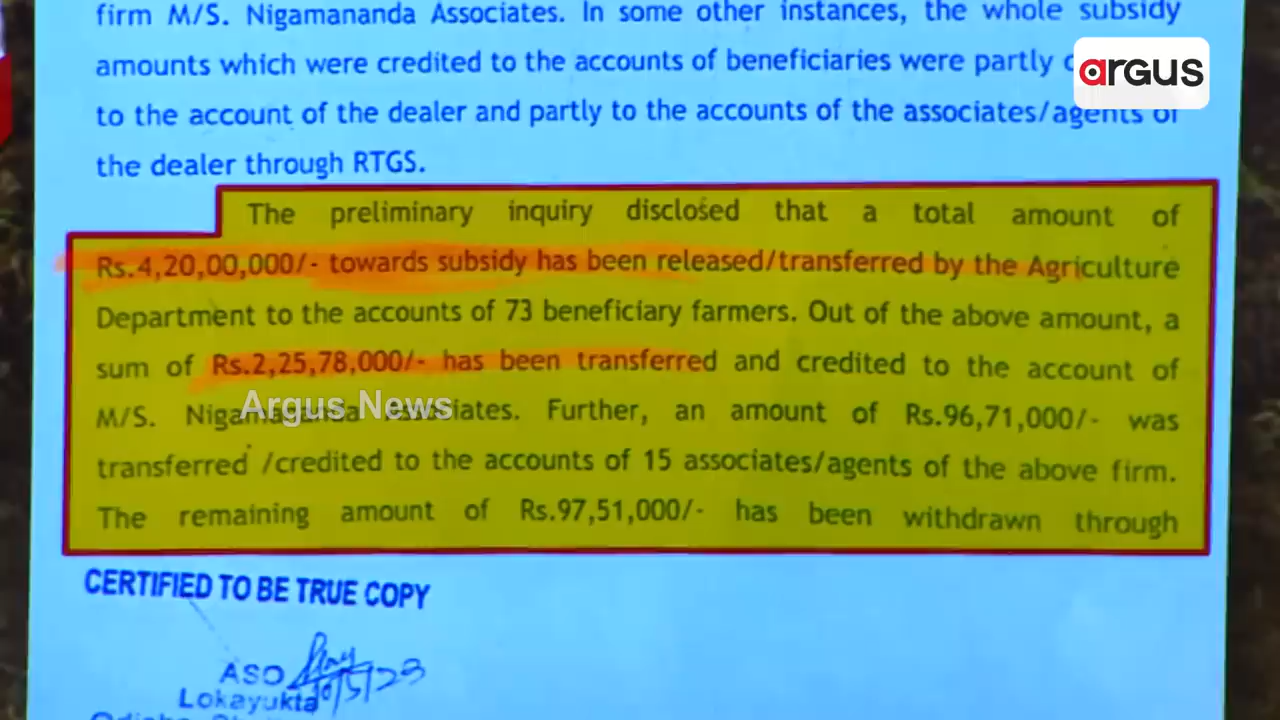 firm M/S. Nigamananda Associates. In some other instances, the whole subsidy
amounts which were credited to the accounts of beneficiaries were partly
argus
to the account of the dealer and partly to the accounts of the associates/agents of
the dealer through RTGS.
The preliminary inquiry disclosed that a total amount of
Rs.4,20,00,000/- towards subsidy has been released/transferred by the Agriculture
Department to the accounts of 73 beneficiary farmers. Out of the above amount, a
sum of Rs.2,25,78,000/- has been transferred and credited to the account of
Argus News
M/S. Nigamananda Associates. Further, an amount of Rs.96,71,000/- was
transferred /credited to the accounts of 15 associates/agents of the above firm.
The remaining amount of Rs.97,51,000/- has been withdrawn through
CERTIFIED TO BE TRUE COPY
ASO
Lokayukta